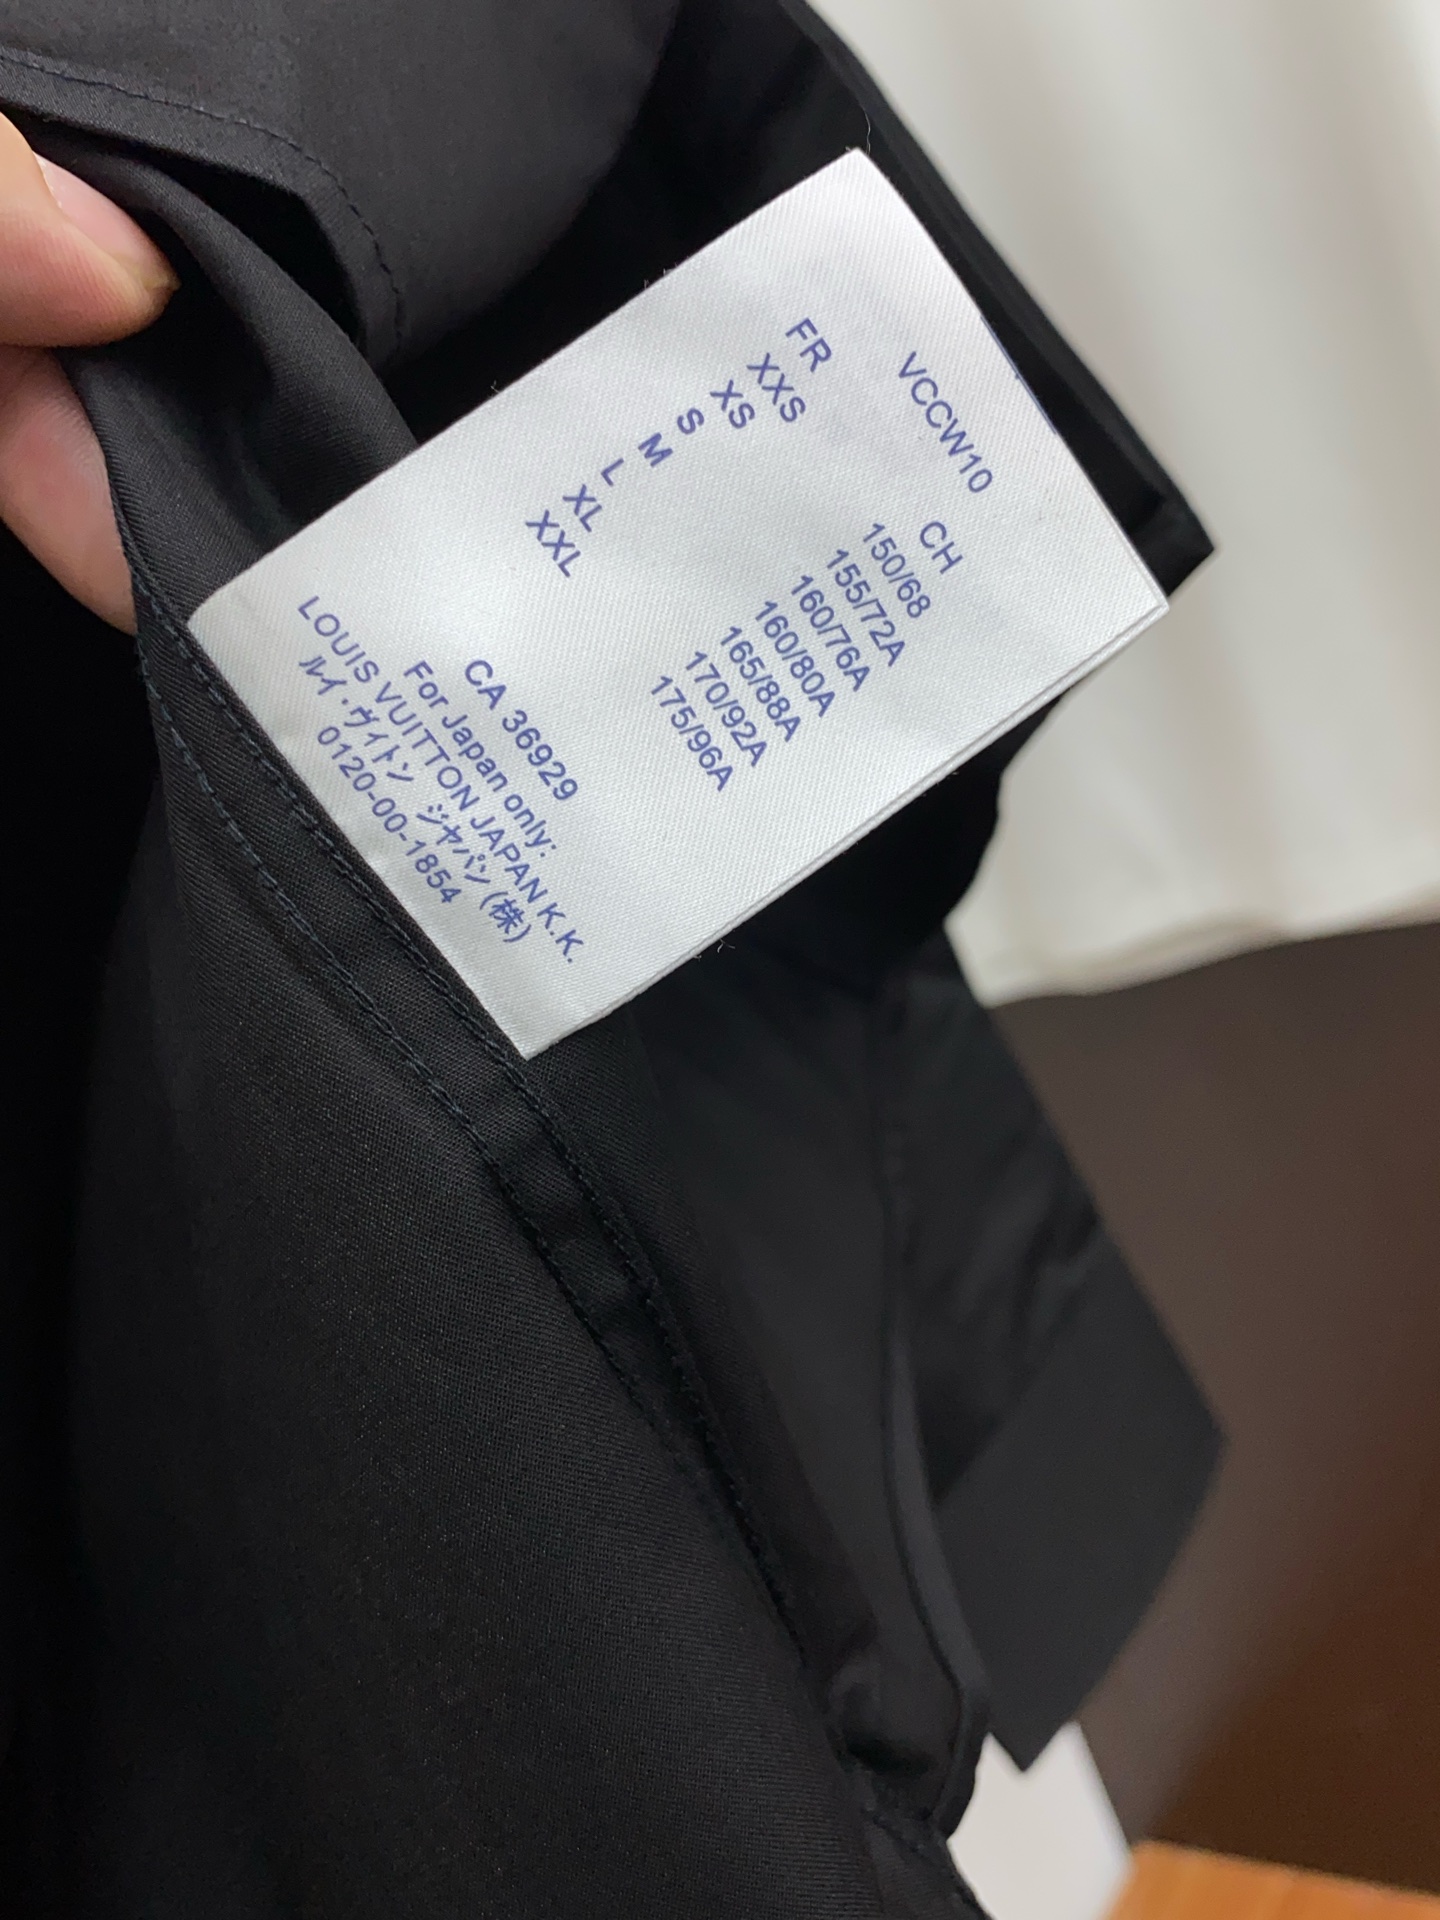 VCCW10
FR CH
XXS 150/68
XS 155/72A
S 160/76A
M 160/80A
L 165/88A
XL 170/92A
XXL 175/96A
CA 36929
For Japan only:
LOUIS VUITTON JAPAN K.K.
ルイ・ヴィトン ジャパン (株)
0120-00-1854